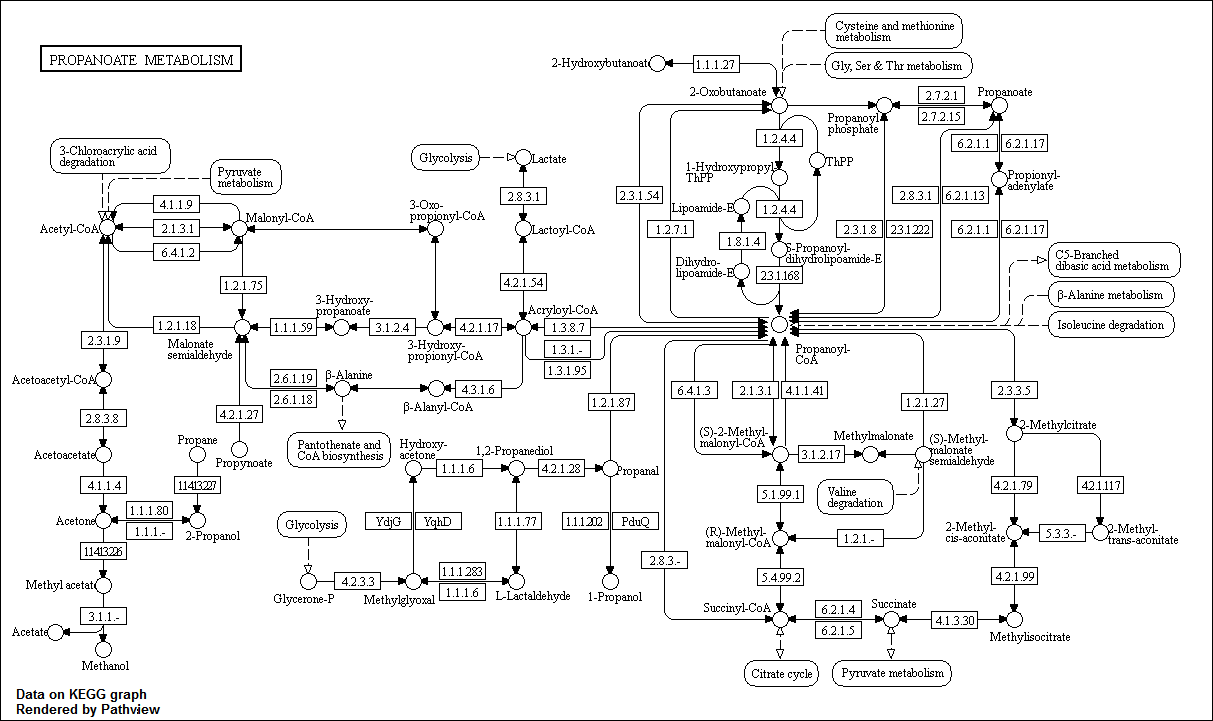 PROPANOATE METABOLISM
Cysteine and methionine
metabolism
Gly, Ser & Thr metabolism
2-Hydroxybutanoate
1.1.1.27
2-Oxobutanoate
Propanoyl
phosphate
2.7.2.1
2.7.2.15
Propanoate
1.2.4.4
ThPP
1-Hydroxypropyl-
ThPP
6.2.1.1
6.2.1.17
Propionyl-
adenylate
3-Chloroacrylic acid
degradation
Pyruvate
metabolism
Glycolysis
Lactate
2.8.3.1
Lactoyl-CoA
4.2.1.54
4.1.1.9
2.1.3.1
6.4.1.2
Acetyl-CoA
Malonyl-CoA
3-Oxo-
propionyl-CoA
2.3.1.54
1.2.7.1
Lipoamide-E
1.2.4.4
1.8.1.4
Dihydro-
lipoamide-E
S-Propanoyl-
dihydrolipoamide-E
2.3.1.168
2.3.1.8
2.3.1.222
2.8.3.1
6.2.1.13
6.2.1.1
6.2.1.17
C5-Branched
dibasic acid metabolism
β-Alanine metabolism
Isoleucine degradation
1.2.1.75
1.2.1.18
Malonate
semialdehyde
1.1.1.59
3-Hydroxy-
propanoate
3.1.2.4
3-Hydroxy-
propionyl-CoA
4.2.1.17
Acryloyl-CoA
1.3.8.7
1.3.1.-
1.3.1.95
Propanoyl-
CoA
2.3.1.9
Acetoacetyl-CoA
2.8.3.8
Acetoacetate
4.1.1.4
Acetone
2.6.1.19
2.6.1.18
β-Alanine
β-Alanyl-CoA
4.3.1.6
4.2.1.27
Propynoate
Pantothenate and
CoA biosynthesis
Propane
1.14.13.227
2-Propanol
1.1.1.80
1.1.1.-
1.14.13.226
Methyl acetate
3.1.1.-
Acetate
Methanol
Hydroxy-
acetone
1.1.1.6
1,2-Propanediol
4.2.1.28
Propanal
1.2.1.87
YdjG
YqhD
1.1.1.77
1.1.1.202
PduQ
Glycolysis
Glycerone-P
4.2.3.3
Methylglyoxal
1.1.1.283
1.1.1.6
L-Lactaldehyde
1-Propanol
6.4.1.3
2.1.3.1
4.1.1.41
1.2.1.27
2.3.3.5
(S)-2-Methyl-
malonyl-CoA
3.1.2.17
Methylmalonate
(S)-Methyl-
malonate
semialdehyde
2-Methylcitrate
Valine
degradation
5.1.99.1
4.2.1.79
4.2.1.117
(R)-Methyl-
malonyl-CoA
1.2.1.-
2-Methyl-
cis-aconitate
5.3.3.-
2-Methyl-
trans-aconitate
2.8.3.-
5.4.99.2
4.2.1.99
Succinyl-CoA
6.2.1.4
6.2.1.5
Succinate
4.1.3.30
Methylisocitrate
Citrate cycle
Pyruvate metabolism
Data on KEGG graph
Rendered by Pathview